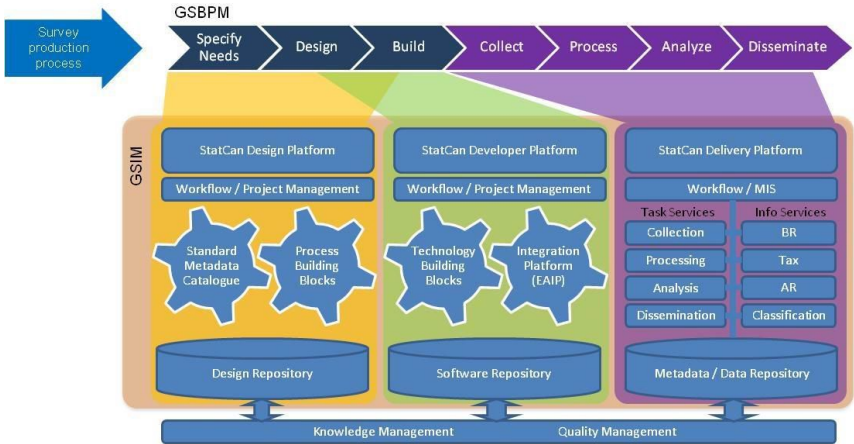 GSBPM
Survey
production
process
Specify
Needs
Design
Build
Collect
Process
Analyze
Disseminate
GSIM
StatCan Design Platform
Workflow / Project Management
Standard
Metadata
Catalogue
Process
Building
Blocks
Design Repository
StatCan Developer Platform
Workflow / Project Management
Technology
Building
Blocks
Integration
Platform
(EAIP)
Software Repository
StatCan Delivery Platform
Workflow / MIS
Task Services
Info Services
Collection
BR
Processing
Tax
Analysis
AR
Dissemination
Classification
Metadata / Data Repository
Knowledge Management
Quality Management